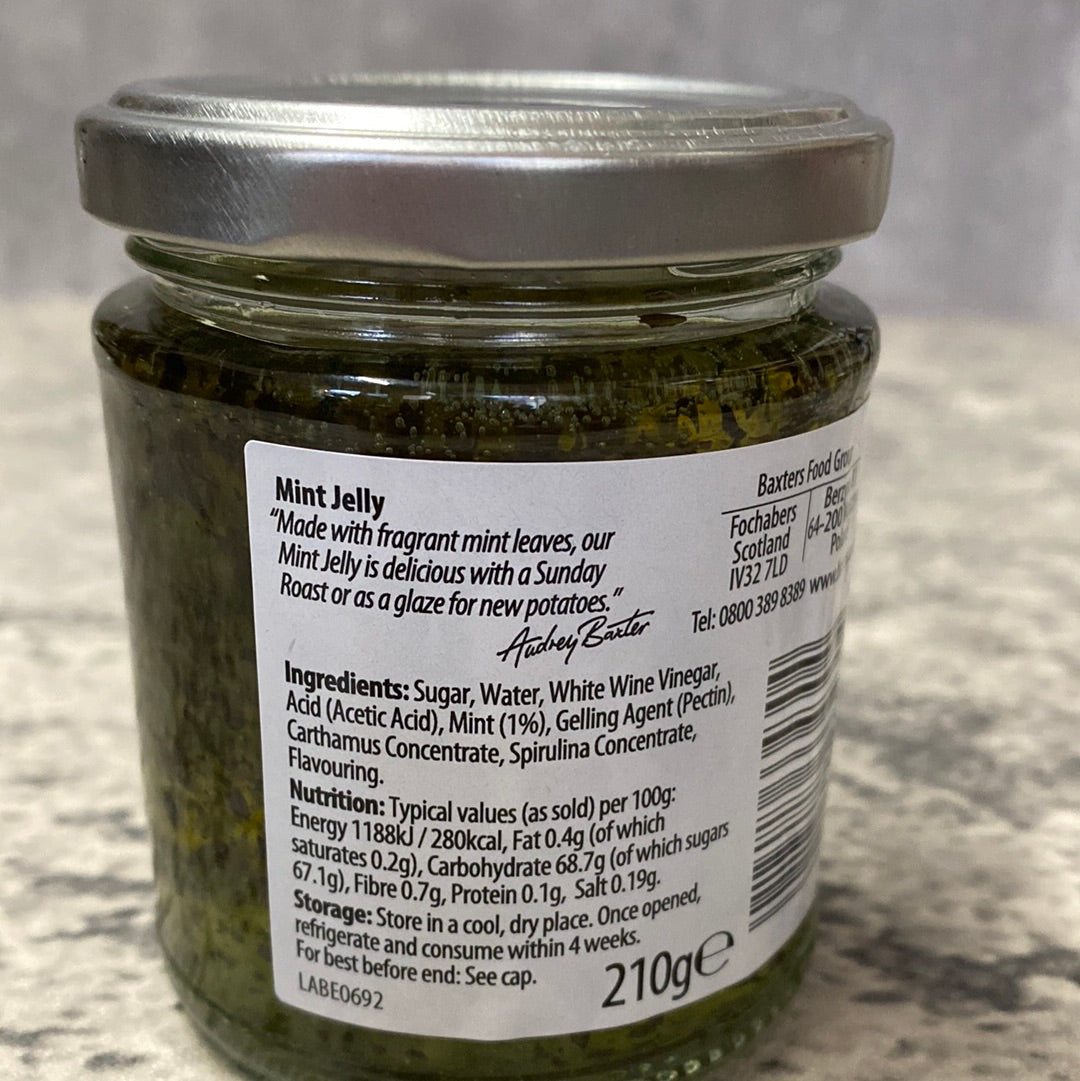 Mint Jelly
"Made with fragrant mint leaves, our
Mint Jelly is delicious with a Sunday
Roast or as a glaze for new potatoes."
Audrey Baxter
Ingredients: Sugar, Water, White Wine Vinegar,
Acid (Acetic Acid), Mint (1%), Gelling Agent (Pectin),
Carthamus Concentrate, Spirulina Concentrate,
Flavouring.
Nutrition: Typical values (as sold) per 100g:
Energy 1188kJ / 280kcal, Fat 0.4g (of which
saturates 0.2g), Carbohydrate 68.7g (of which sugars
67.1g), Fibre 0.7g, Protein 0.1g, Salt 0.19g.
Storage: Store in a cool, dry place. Once opened,
refrigerate and consume within 4 weeks.
For best before end: See cap.
LABE0692
210g℮
Baxters Food
Fochabers
Scotland
IV32 7LD
64-200
Tel: 0800 389 8389